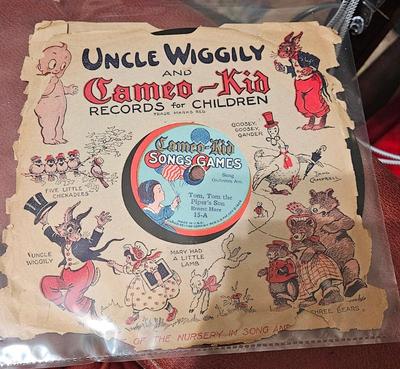 UNCLE WIGGILY
AND
Cameo-Kid
RECORDS for CHILDREN
TRADE MARKS REG.
GOOSEY,
GOOSEY,
GANDER
Cameo-Kid
SONGS GAMES
Song
Orchestra Acc.
Tom, Tom the
Piper's Son
Ernest Hare
15-A
FIVE LITTLE
CHICKADEES
UNCLE
WIGGILY
MARY HAD
A LITTLE
LAMB
THREE BEARS
OF THE NURSERY IN SONG AND